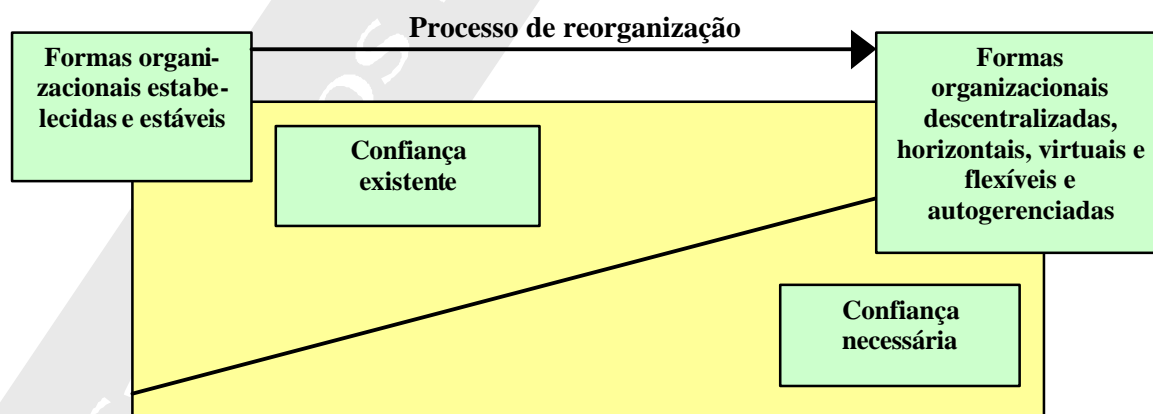 Processo de reorganização
Formas organi-
zacionais estabe-
lecidas e estáveis
Formas
organizacionais
descentralizadas,
horizontais, virtuais e
flexíveis e
autogerenciadas
Confiança
existente
Confiança
necessária